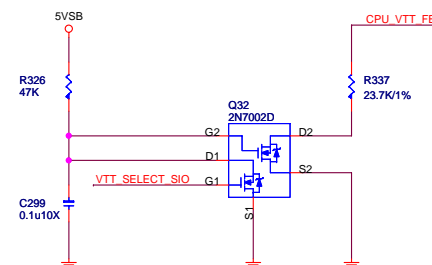 5VSB
CPU_VTT_FE
R326
47K
R337
23.7K/1%
Q32
2N7002D
G2
D2
D1
S2
VTT_SELECT_SIO
G1
C299
0.1u10X
S1